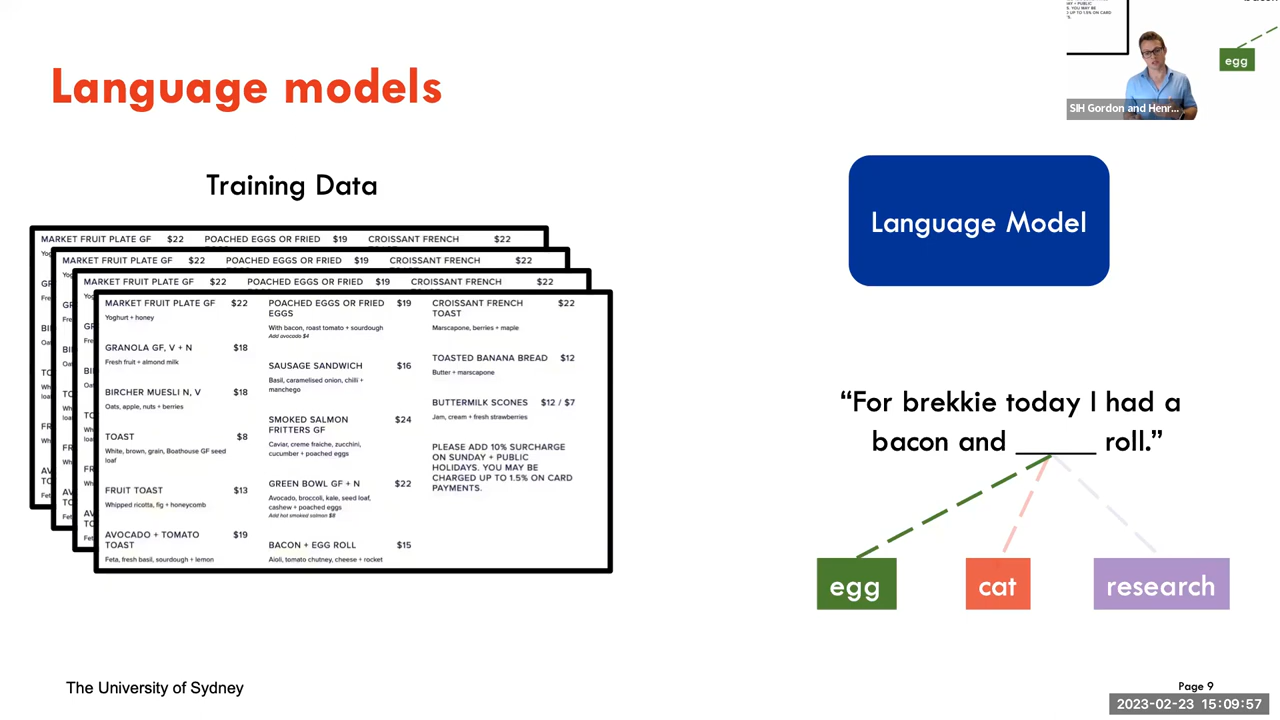 Language models
SIH Gordon and Henr...
egg
Training Data
Language Model
MARKET FRUIT PLATE GF $22 POACHED EGGS OR FRIED $19 CROISSANT FRENCH $22
MARKET FRUIT PLATE GF $22 POACHED EGGS OR FRIED $19 CROISSANT FRENCH $22
MARKET FRUIT PLATE GF $22 POACHED EGGS OR FRIED $19 CROISSANT FRENCH $22
MARKET FRUIT PLATE GF $22
Yoghurt + honey
GRANOLA GF, V + N $18
Fresh fruit + almond milk
BIRCHER MUESLI N, V $18
Oats, apple, nuts + berries
TOAST $8
White, brown, grain, Boathouse GF seed
loaf
FRUIT TOAST $13
Whipped ricotta, fig + honeycomb
AVOCADO + TOMATO $19
TOAST
Feta, fresh basil, sourdough + lemon
POACHED EGGS OR FRIED $19
EGGS
With bacon, roast tomato + sourdough
Add avocado $4
SAUSAGE SANDWICH $16
Basil, caramelised onion, chilli +
manchego
SMOKED SALMON $24
FRITTERS GF
Caviar, creme fraiche, zucchini,
cucumber + poached eggs
GREEN BOWL GF + N $22
Avocado, broccoli, kale, seed loaf,
cashew + poached eggs
Add hot smoked salmon $8
BACON + EGG ROLL $15
Aioli, tomato chutney, cheese + rocket
CROISSANT FRENCH $22
TOAST
Marscapone, berries + maple
TOASTED BANANA BREAD $12
Butter + marscapone
BUTTERMILK SCONES $12 / $7
Jam, cream + fresh strawberries
PLEASE ADD 10% SURCHARGE
ON SUNDAY + PUBLIC
HOLIDAYS. YOU MAY BE
CHARGED UP TO 1.5% ON CARD
PAYMENTS.
“For brekkie today I had a
bacon and _____ roll.”
egg
cat
research
The University of Sydney
Page 9
2023-02-23 15:09:57